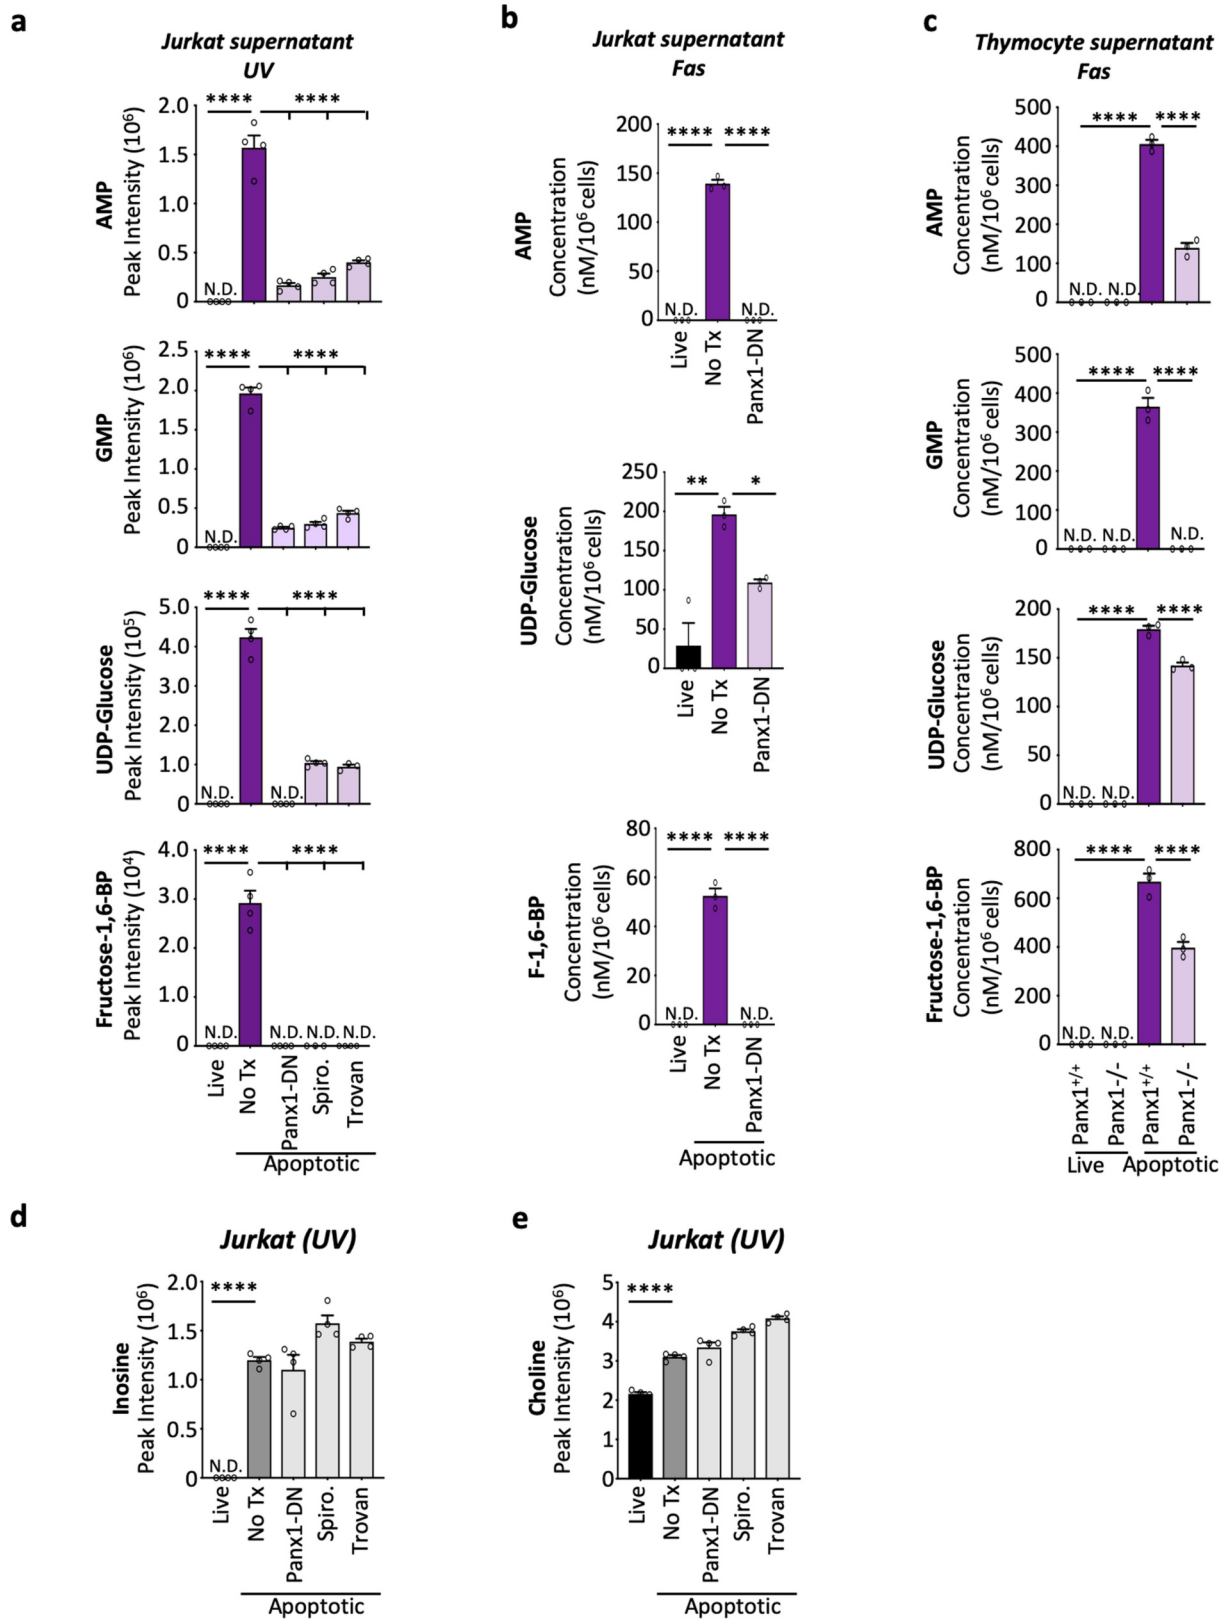 a
Jurkat supernatant
UV
AMP
Peak Intensity (10⁶)
2.0
1.5
1.0
0.5
0
**** ****
N.D.
GMP
Peak Intensity (10⁶)
2.5
2.0
1.5
1.0
0.5
0
**** ****
N.D.
UDP-Glucose
Peak Intensity (10⁵)
5.0
4.0
3.0
2.0
1.0
0
**** ****
N.D. N.D.
Fructose-1,6-BP
Peak Intensity (10⁴)
4.0
3.0
2.0
1.0
0
**** ****
N.D. N.D. N.D. N.D.
Live
No Tx
Panx1-DN
Spiro.
Trovan
Apoptotic
b
Jurkat supernatant
Fas
AMP
Concentration
(nM/10⁶ cells)
200
150
100
50
0
**** ****
N.D. N.D.
Live
No Tx
Panx1-DN
UDP-Glucose
Concentration
(nM/10⁶ cells)
250
200
150
100
50
0
** *
Live
No Tx
Panx1-DN
F-1,6-BP
Concentration
(nM/10⁶ cells)
80
60
40
20
0
**** ****
N.D. N.D.
Live
No Tx
Panx1-DN
Apoptotic
c
Thymocyte supernatant
Fas
AMP
Concentration
(nM/10⁶ cells)
500
400
300
200
100
0
**** ****
N.D. N.D.
GMP
Concentration
(nM/10⁶ cells)
500
400
300
200
100
0
**** ****
N.D. N.D. N.D.
UDP-Glucose
Concentration
(nM/10⁶ cells)
200
150
100
50
0
**** ****
N.D. N.D.
Fructose-1,6-BP
Concentration
(nM/10⁶ cells)
800
600
400
200
0
**** ****
N.D. N.D.
Panx1⁺/⁺
Panx1-/-
Panx1⁺/⁺
Panx1-/-
Live Apoptotic
d
Jurkat (UV)
Inosine
Peak Intensity (10⁶)
2.0
1.5
1.0
0.5
0
****
N.D.
Live
No Tx
Panx1-DN
Spiro.
Trovan
Apoptotic
e
Jurkat (UV)
Choline
Peak Intensity (10⁶)
5
4
3
2
1
0
****
Live
No Tx
Panx1-DN
Spiro.
Trovan
Apoptotic